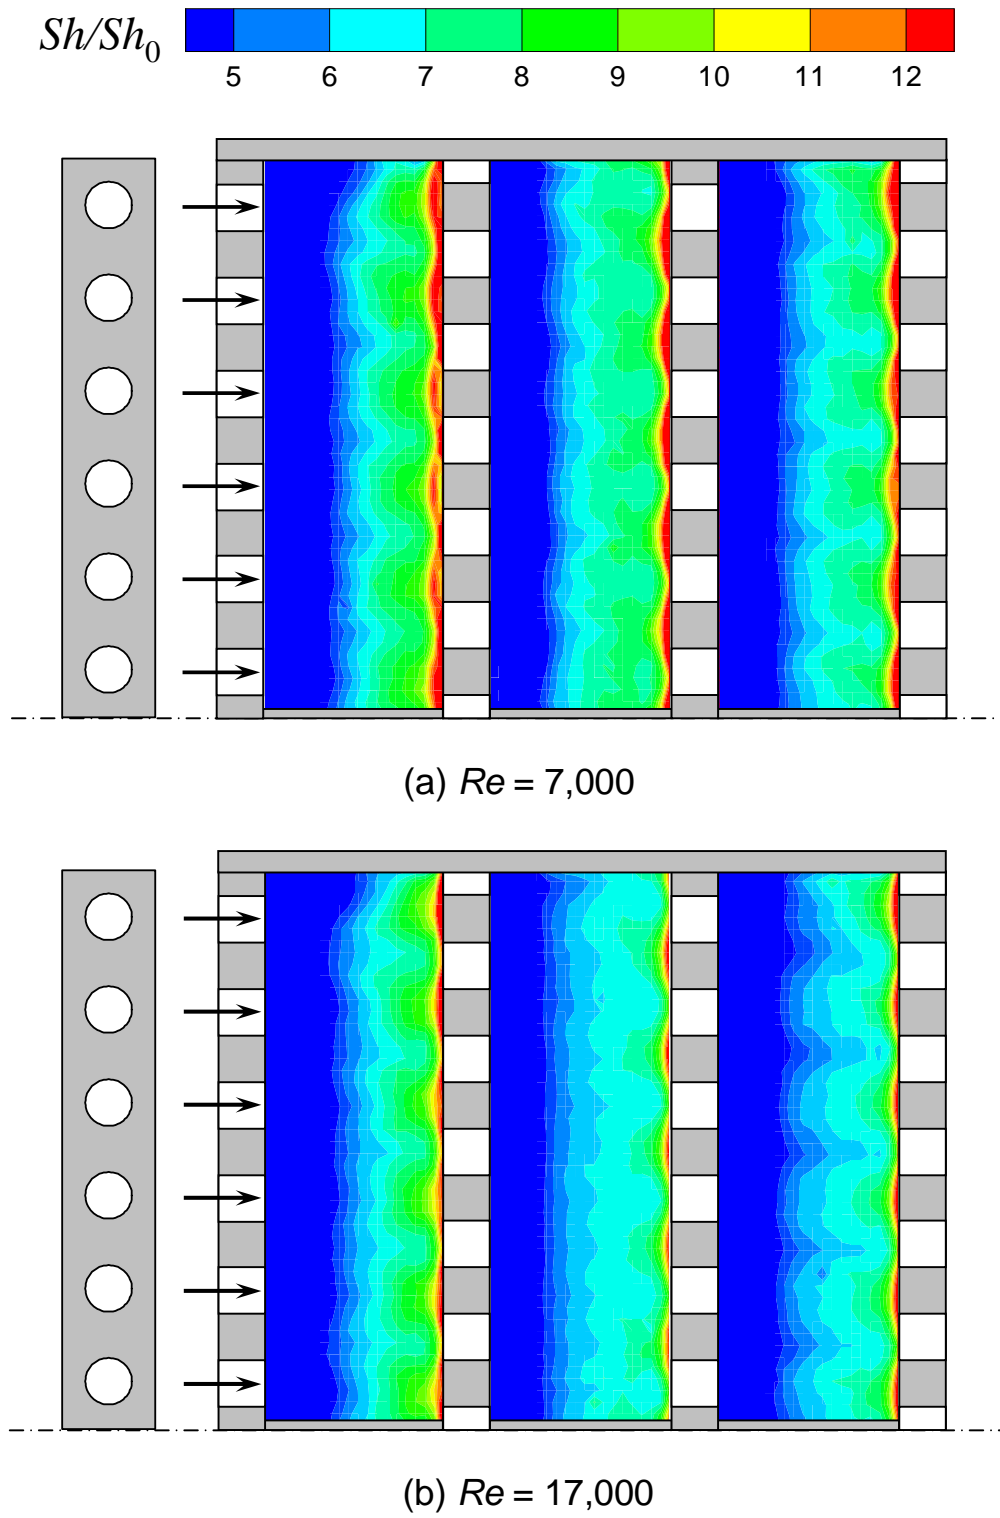 Sh/Sh₀
5 6 7 8 9 10 11 12
(a) Re = 7,000
(b) Re = 17,000